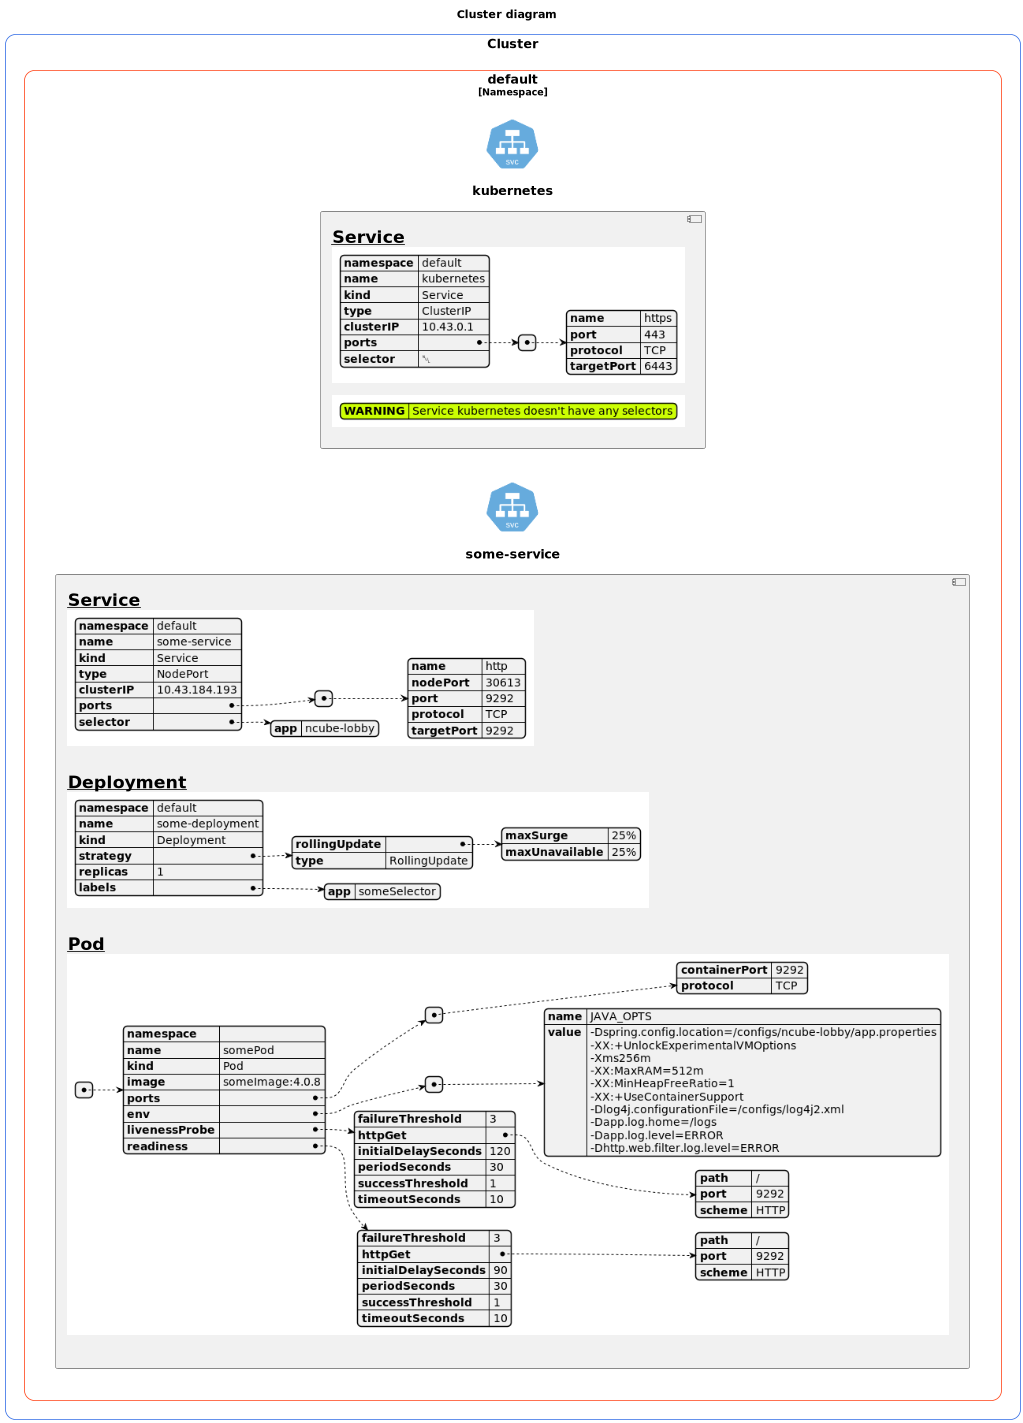 Cluster diagram
Cluster
default
[Namespace]
svc
kubernetes
Service
namespace default
name kubernetes
kind Service
type ClusterIP
clusterIP 10.43.0.1
ports
selector ␀
name https
port 443
protocol TCP
targetPort 6443
WARNING Service kubernetes doesn't have any selectors
svc
some-service
Service
namespace default
name some-service
kind Service
type NodePort
clusterIP 10.43.184.193
ports
selector
app ncube-lobby
name http
nodePort 30613
port 9292
protocol TCP
targetPort 9292
Deployment
namespace default
name some-deployment
kind Deployment
strategy
replicas 1
labels
rollingUpdate
type RollingUpdate
maxSurge 25%
maxUnavailable 25%
app someSelector
Pod
namespace
name somePod
kind Pod
image someImage:4.0.8
ports
env
livenessProbe
readiness
containerPort 9292
protocol TCP
name JAVA_OPTS
value -Dspring.config.location=/configs/ncube-lobby/app.properties
-XX:+UnlockExperimentalVMOptions
-Xms256m
-XX:MaxRAM=512m
-XX:MinHeapFreeRatio=1
-XX:+UseContainerSupport
-Dlog4j.configurationFile=/configs/log4j2.xml
-Dapp.log.home=/logs
-Dapp.log.level=ERROR
-Dhttp.web.filter.log.level=ERROR
failureThreshold 3
httpGet
initialDelaySeconds 120
periodSeconds 30
successThreshold 1
timeoutSeconds 10
path /
port 9292
scheme HTTP
failureThreshold 3
httpGet
initialDelaySeconds 90
periodSeconds 30
successThreshold 1
timeoutSeconds 10
path /
port 9292
scheme HTTP